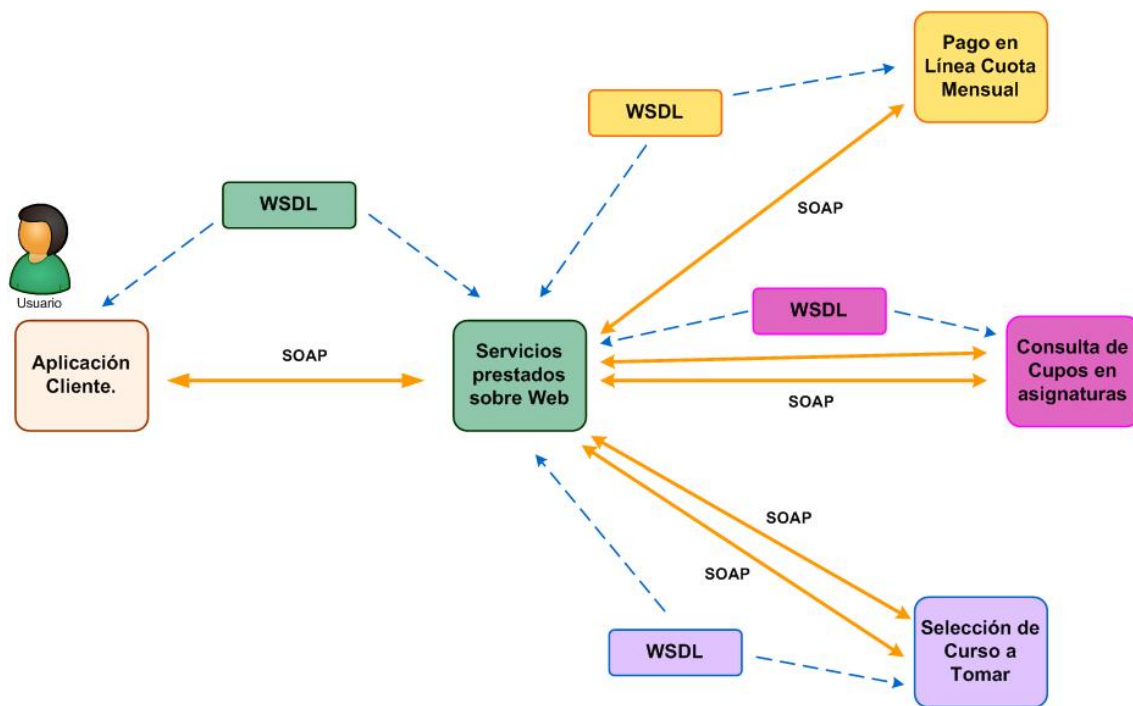 Pago en
Línea Cuota
Mensual
WSDL
SOAP
WSDL
Usuario
WSDL
Aplicación
Cliente.
SOAP
Servicios
prestados
sobre Web
Consulta de
Cupos en
asignaturas
SOAP
SOAP
SOAP
WSDL
Selección de
Curso a
Tomar